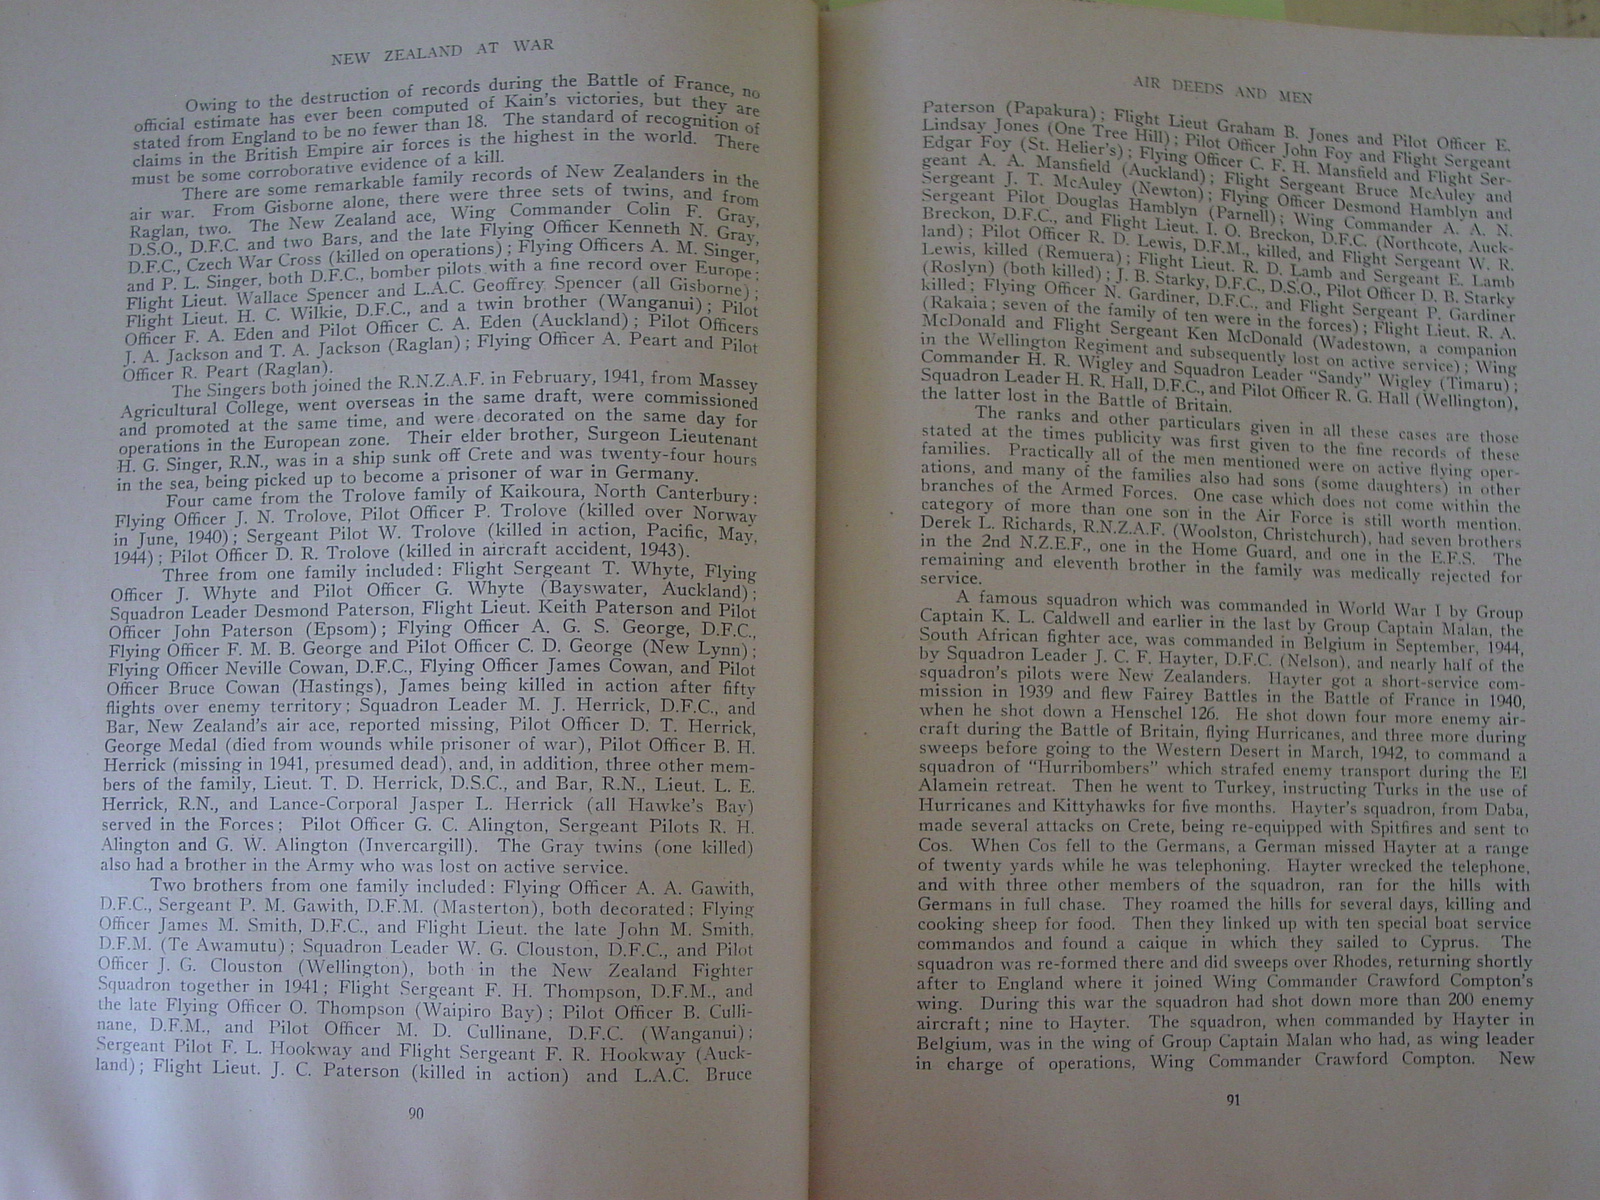 NEW ZEALAND AT WAR
Owing to the destruction of records during the Battle of France, no
official estimate has ever been computed of Kain's victories, but they are
stated from England to be no fewer than 18. The standard of recognition of
claims in the British Empire air forces is the highest in the world. There
must be some corroborative evidence of a kill.
There are some remarkable family records of New Zealanders in the
air war. From Gisborne alone, there were three sets of twins, and from
Raglan, two. The New Zealand ace, Wing Commander Colin F. Gray,
D.S.O., D.F.C. and two Bars, and the late Flying Officer Kenneth N. Gray,
D.F.C., Czech War Cross (killed on operations); Flying Officers A. M. Singer,
and P. L. Singer, both D.F.C., bomber pilots with a fine record over Europe;
Flight Lieut. Wallace Spencer and L.A.C. Geoffrey Spencer (all Gisborne);
Flight Lieut. H. C. Wilkie, D.F.C., and a twin brother (Wanganui); Pilot
Officer F. A. Eden and Pilot Officer C. A. Eden (Auckland); Pilot Officers
J. A. Jackson and T. A. Jackson (Raglan); Flying Officer A. Peart and Pilot
Officer R. Peart (Raglan).
The Singers both joined the R.N.Z.A.F. in February, 1941, from Massey
Agricultural College, went overseas in the same draft, were commissioned
and promoted at the same time, and were decorated on the same day for
operations in the European zone. Their elder brother, Surgeon Lieutenant
H. G. Singer, R.N., was in a ship sunk off Crete and was twenty-four hours
in the sea, being picked up to become a prisoner of war in Germany.
Four came from the Trolove family of Kaikoura, North Canterbury:
Flying Officer J. N. Trolove, Pilot Officer P. Trolove (killed over Norway
in June, 1940); Sergeant Pilot W. Trolove (killed in action, Pacific, May,
1944); Pilot Officer D. R. Trolove (killed in aircraft accident, 1943).
Three from one family included: Flight Sergeant T. Whyte, Flying
Officer J. Whyte and Pilot Officer G. Whyte (Bayswater, Auckland);
Squadron Leader Desmond Paterson, Flight Lieut. Keith Paterson and Pilot
Officer John Paterson (Epsom); Flying Officer A. G. S. George, D.F.C.,
Flying Officer F. M. B. George and Pilot Officer C. D. George (New Lynn);
Flying Officer Neville Cowan, D.F.C., Flying Officer James Cowan, and Pilot
Officer Bruce Cowan (Hastings), James being killed in action after fifty
flights over enemy territory; Squadron Leader M. J. Herrick, D.F.C., and
Bar, New Zealand's air ace, reported missing, Pilot Officer D. T. Herrick,
George Medal (died from wounds while prisoner of war), Pilot Officer B. H.
Herrick (missing in 1941, presumed dead), and, in addition, three other mem-
bers of the family, Lieut. T. D. Herrick, D.S.C., and Bar, R.N., Lieut. L. E.
Herrick, R.N., and Lance-Corporal Jasper L. Herrick (all Hawke's Bay)
served in the Forces; Pilot Officer G. C. Alington, Sergeant Pilots R. H.
Alington and G. W. Alington (Invercargill). The Gray twins (one killed)
also had a brother in the Army who was lost on active service.
Two brothers from one family included: Flying Officer A. A. Gawith,
D.F.C., Sergeant P. M. Gawith, D.F.M. (Masterton), both decorated; Flying
Officer James M. Smith, D.F.C., and Flight Lieut. the late John M. Smith,
D.F.M. (Te Awamutu); Squadron Leader W. G. Clouston, D.F.C., and Pilot
Officer J. G. Clouston (Wellington), both in the New Zealand Fighter
Squadron together in 1941; Flight Sergeant F. H. Thompson, D.F.M., and
the late Flying Officer O. Thompson (Waipiro Bay); Pilot Officer B. Culli-
nane, D.F.M., and Pilot Officer M. D. Cullinane, D.F.C. (Wanganui);
Sergeant Pilot F. L. Hookway and Flight Sergeant F. R. Hookway (Auck-
land); Flight Lieut. J. C. Paterson (killed in action) and L.A.C. Bruce
90
AIR DEEDS AND MEN
Paterson (Papakura); Flight Lieut Graham B. Jones and Pilot Officer E.
Lindsay Jones (One Tree Hill); Pilot Officer John Foy and Flight Sergeant
Edgar Foy (St. Helier's); Flying Officer C. F. H. Mansfield and Flight Ser-
geant A. A. Mansfield (Auckland); Flight Sergeant Bruce McAuley and
Sergeant J. T. McAuley (Newton); Flying Officer Desmond Hamblyn and
Sergeant Pilot Douglas Hamblyn (Parnell); Wing Commander A. A. N.
Breckon, D.F.C., and Flight Lieut. I. O. Breckon, D.F.C. (Northcote, Auck-
land); Pilot Officer R. D. Lewis, D.F.M., killed, and Flight Sergeant W. R.
Lewis, killed (Remuera); Flight Lieut. R. D. Lamb and Sergeant E. Lamb
(Roslyn) (both killed); J. B. Starky, D.F.C., D.S.O., Pilot Officer D. B. Starky
killed; Flying Officer N. Gardiner, D.F.C., and Flight Sergeant P. Gardiner
(Rakaia; seven of the family of ten were in the forces); Flight Lieut. R. A.
McDonald and Flight Sergeant Ken McDonald (Wadestown, a companion
in the Wellington Regiment and subsequently lost on active service); Wing
Commander H. R. Wigley and Squadron Leader "Sandy" Wigley (Timaru);
Squadron Leader H. R. Hall, D.F.C., and Pilot Officer R. G. Hall (Wellington),
the latter lost in the Battle of Britain.
The ranks and other particulars given in all these cases are those
stated at the times publicity was first given to the fine records of these
families. Practically all of the men mentioned were on active flying oper-
ations, and many of the families also had sons (some daughters) in other
branches of the Armed Forces. One case which does not come within the
category of more than one son in the Air Force is still worth mention.
Derek L. Richards, R.N.Z.A.F. (Woolston, Christchurch), had seven brothers
in the 2nd N.Z.E.F., one in the Home Guard, and one in the E.F.S. The
remaining and eleventh brother in the family was medically rejected for
service.
A famous squadron which was commanded in World War I by Group
Captain K. L. Caldwell and earlier in the last by Group Captain Malan, the
South African fighter ace, was commanded in Belgium in September, 1944,
by Squadron Leader J. C. F. Hayter, D.F.C. (Nelson), and nearly half of the
squadron's pilots were New Zealanders. Hayter got a short-service com-
mission in 1939 and flew Fairey Battles in the Battle of France in 1940,
when he shot down a Henschel 126. He shot down four more enemy air-
craft during the Battle of Britain, flying Hurricanes, and three more during
sweeps before going to the Western Desert in March, 1942, to command a
squadron of "Hurribombers" which strafed enemy transport during the El
Alamein retreat. Then he went to Turkey, instructing Turks in the use of
Hurricanes and Kittyhawks for five months. Hayter's squadron, from Daba,
made several attacks on Crete, being re-equipped with Spitfires and sent to
Cos. When Cos fell to the Germans, a German missed Hayter at a range
of twenty yards while he was telephoning. Hayter wrecked the telephone,
and with three other members of the squadron, ran for the hills with
Germans in full chase. They roamed the hills for several days, killing and
cooking sheep for food. Then they linked up with ten special boat service
commandos and found a caique in which they sailed to Cyprus. The
squadron was re-formed there and did sweeps over Rhodes, returning shortly
after to England where it joined Wing Commander Crawford Compton's
wing. During this war the squadron had shot down more than 200 enemy
aircraft; nine to Hayter. The squadron, when commanded by Hayter in
Belgium, was in the wing of Group Captain Malan who had, as wing leader
in charge of operations, Wing Commander Crawford Compton. New
91